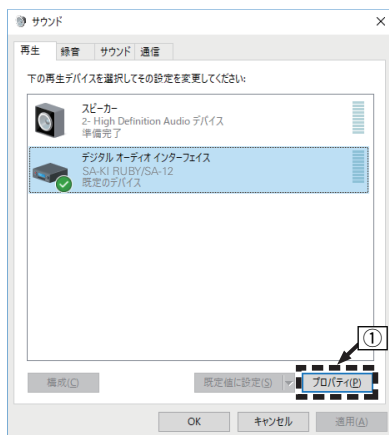 サウンド
再生 録音 サウンド 通信
下の再生デバイスを選択してその設定を変更してください:
スピーカー
2- High Definition Audio デバイス
準備完了
デジタル オーディオ インターフェイス
SA-KI RUBY/SA-12
既定のデバイス
①
構成(C) 既定値に設定(S) プロパティ(P)
OK キャンセル 適用(A)